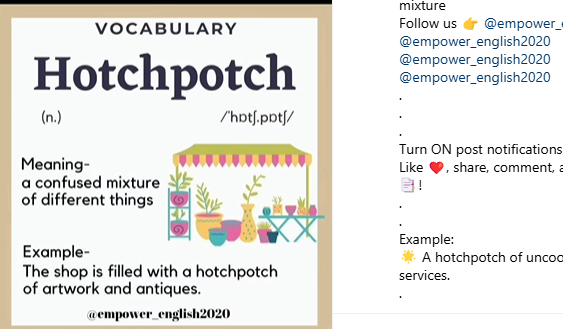 VOCABULARY
Hotchpotch
(n.)
/ˈhɒtʃ.pɒtʃ/
Meaning-
a confused mixture
of different things
Example-
The shop is filled with a hotchpotch
of artwork and antiques.
@empower_english2020
mixture
Follow us 👉
@empower_english2020
@empower_english2020
@empower_english2020
.
.
.
Turn ON post notifications
Like ❤️, share, comment,
📑 !
.
.
Example:
🌟 A hotchpotch of
services.
.